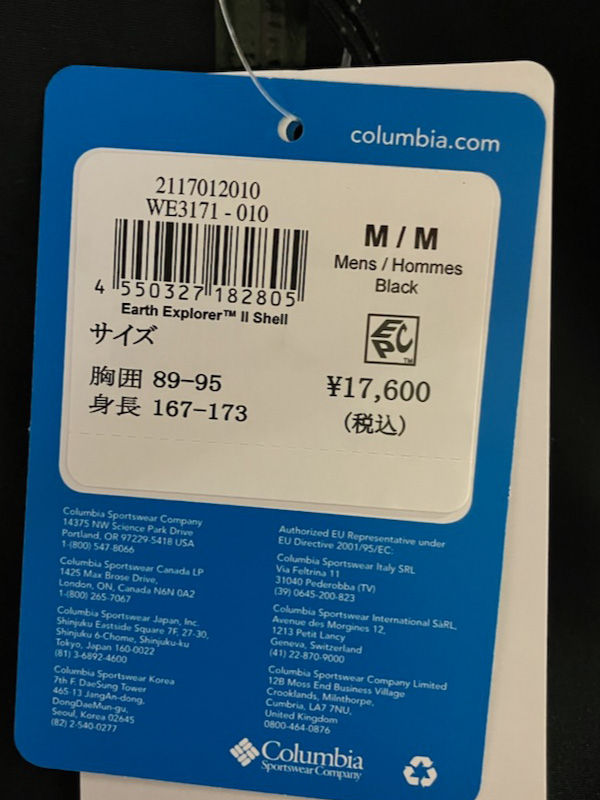 columbia.com
2117012010
WE3171-010
4 550327 182805
Earth Explorer™ II Shell
M / M
Mens / Hommes
Black
サイズ
胸囲 89-95
身長 167-173
EPC™
¥17,600
(税込)
Columbia Sportswear Company
14375 NW Science Park Drive
Portland, OR 97229-5418 USA
1-(800) 547-8066
Columbia Sportswear Canada LP
1425 Max Brose Drive,
London, ON, Canada N6N 0A2
1-(800) 265-7067
Columbia Sportswear Japan, Inc.
Shinjuku Eastside Square 7F, 27-30,
Shinjuku 6-Chome, Shinjuku-ku
Tokyo, Japan 160-0022
(81) 3-6892-4600
Columbia Sportswear Korea
7th F. DaeSung Tower
465-13 JangAn-dong,
DongDaeMun-gu,
Seoul, Korea 02645
(82) 2-540-0277
Authorized EU Representative under
EU Directive 2001/95/EC:
Columbia Sportswear Italy SRL
Via Feltrina 11
31040 Pederobba (TV)
(39) 0645-200-823
Columbia Sportswear International SàRL,
Avenue des Morgines 12,
1213 Petit Lancy
Geneva, Switzerland
(41) 22-870-9000
Columbia Sportswear Company Limited
12B Moss End Business Village
Crooklands, Milnthorpe,
Cumbria, LA7 7NU,
United Kingdom
0800-464-0876
Columbia
Sportswear Company